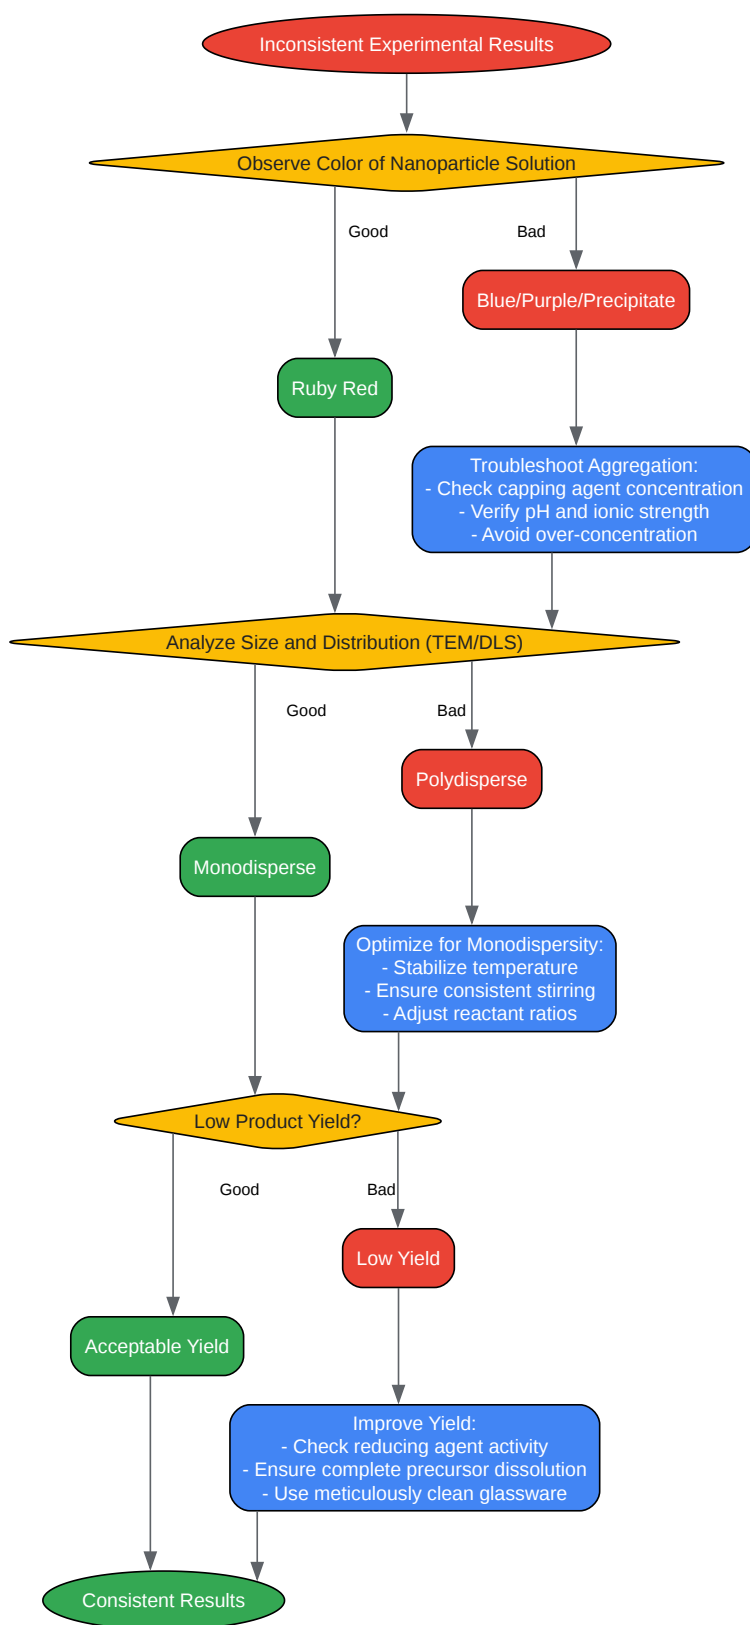 Inconsistent Experimental Results
Observe Color of Nanoparticle Solution
Good
Bad
Blue/Purple/Precipitate
Ruby Red
Troubleshoot Aggregation:
- Check capping agent concentration
- Verify pH and ionic strength
- Avoid over-concentration
Analyze Size and Distribution (TEM/DLS)
Good
Bad
Polydisperse
Monodisperse
Optimize for Monodispersity:
- Stabilize temperature
- Ensure consistent stirring
- Adjust reactant ratios
Low Product Yield?
Good
Bad
Low Yield
Acceptable Yield
Improve Yield:
- Check reducing agent activity
- Ensure complete precursor dissolution
- Use meticulously clean glassware
Consistent Results